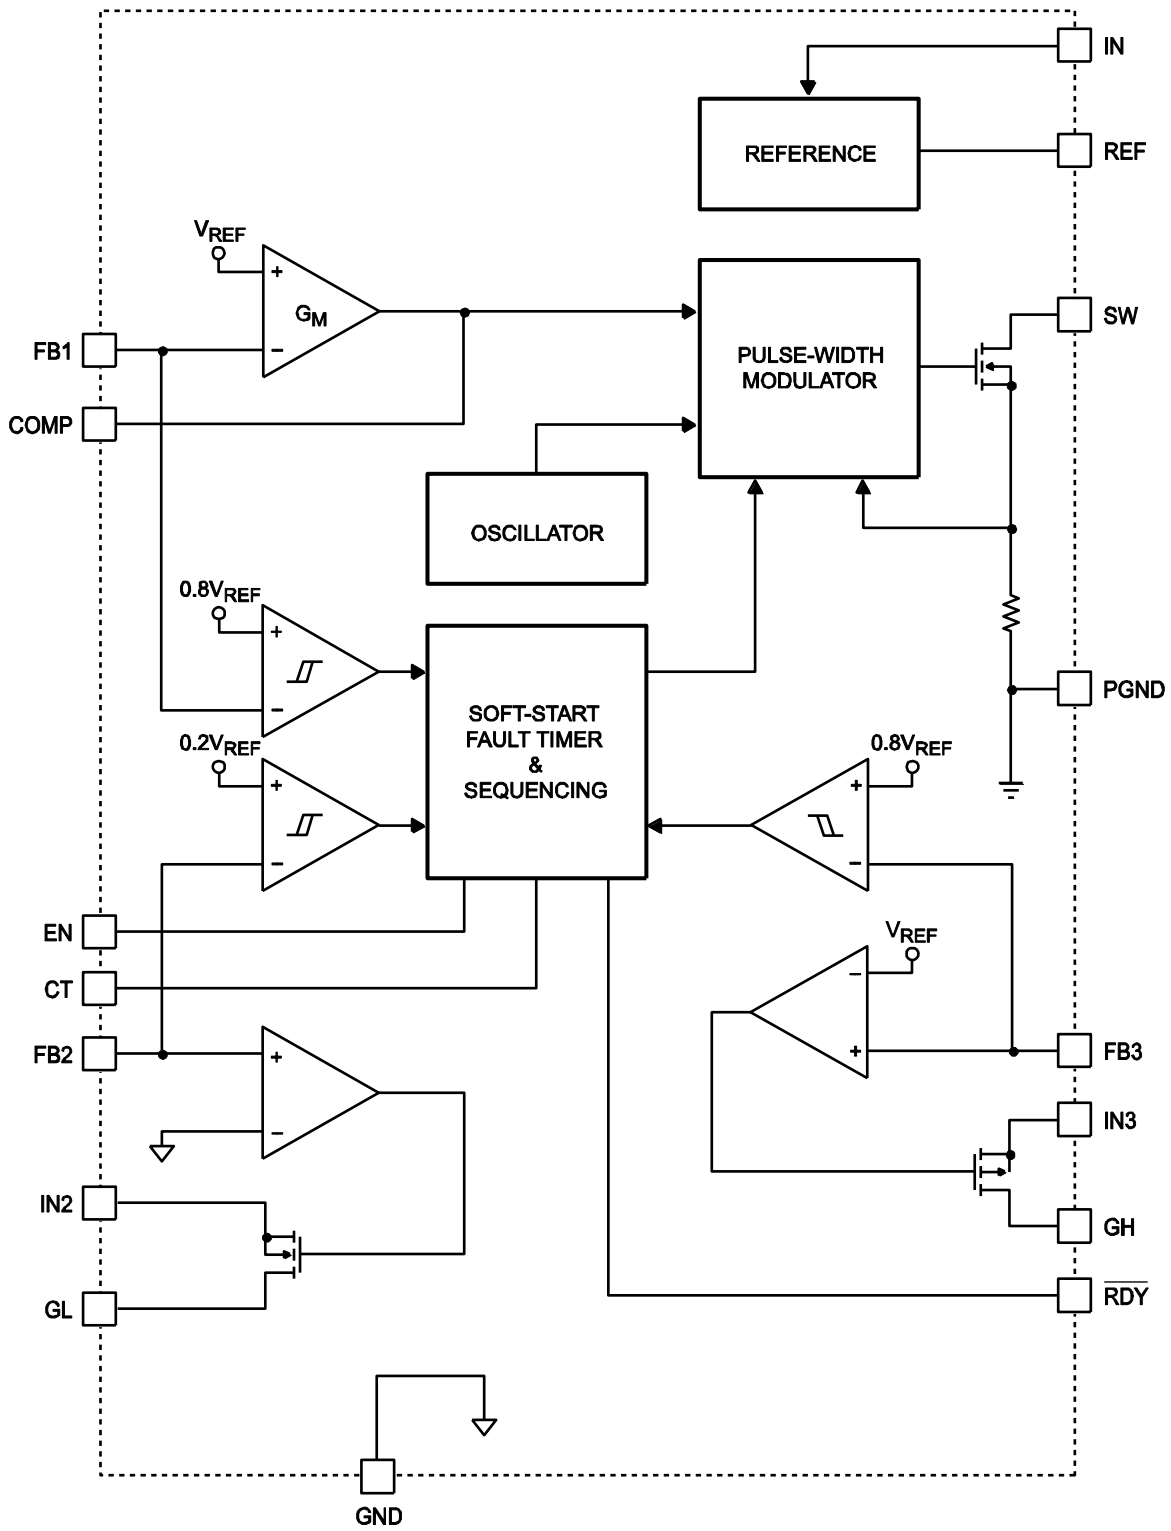 IN
REFERENCE
REF
VREF
+
GM
−
FB1
COMP
PULSE-WIDTH
MODULATOR
SW
OSCILLATOR
0.8VREF
+
−
SOFT-START
FAULT TIMER
&
SEQUENCING
PGND
0.2VREF
+
−
0.8VREF
+
−
EN
CT
FB2
+
−
VREF
−
+
FB3
IN3
IN2
GH
GL
RDY
GND